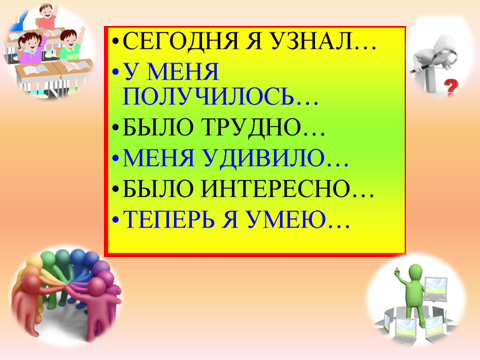 •СЕГОДНЯ Я УЗНАЛ…
•У МЕНЯ
ПОЛУЧИЛОСЬ…
•БЫЛО ТРУДНО…
•МЕНЯ УДИВИЛО…
•БЫЛО ИНТЕРЕСНО…
•ТЕПЕРЬ Я УМЕЮ…
?